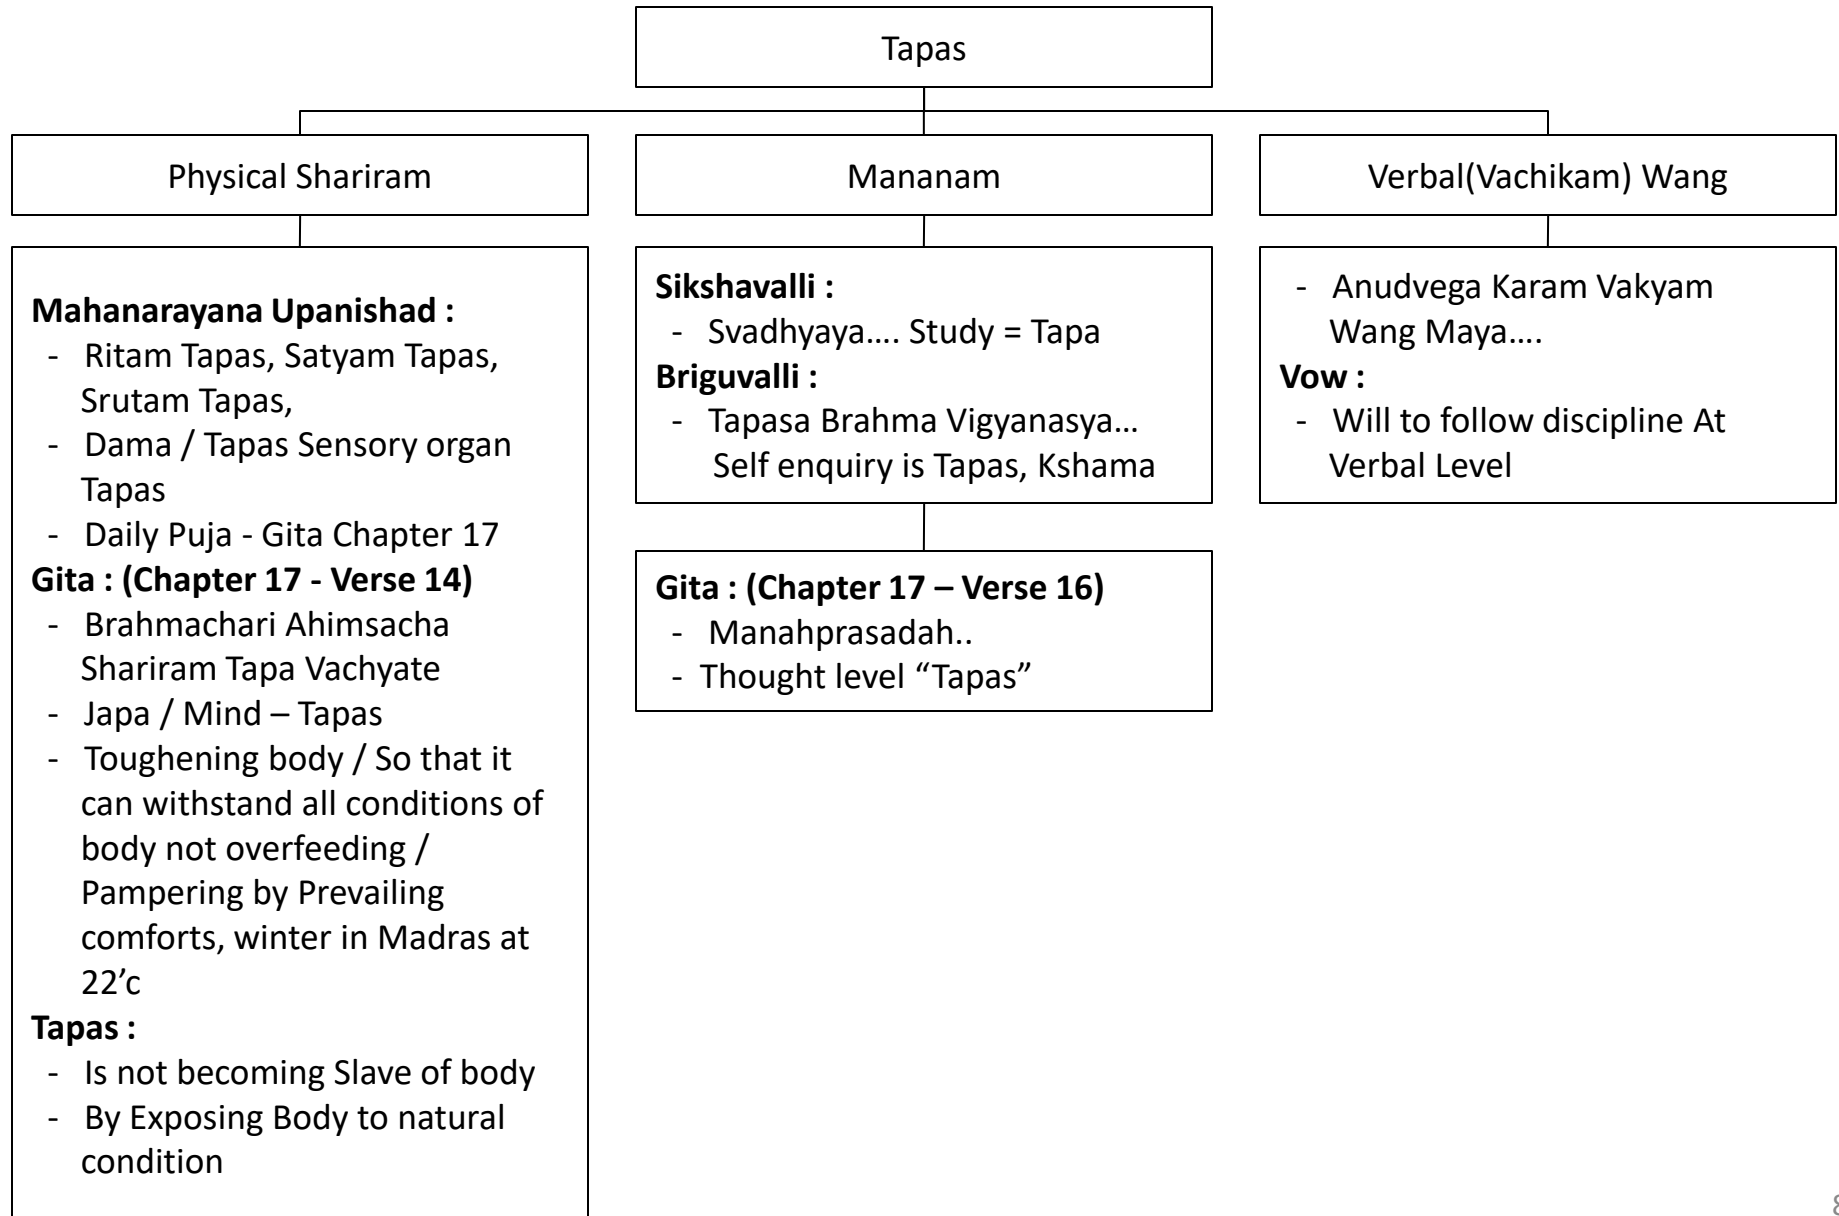 Tapas
Physical Shariram
Mananam
Verbal(Vachikam) Wang
Mahanarayana Upanishad :
- Ritam Tapas, Satyam Tapas,
Srutam Tapas,
- Dama / Tapas Sensory organ
Tapas
- Daily Puja - Gita Chapter 17
Gita : (Chapter 17 - Verse 14)
- Brahmachari Ahimsacha
Shariram Tapa Vachyate
- Japa / Mind – Tapas
- Toughening body / So that it
can withstand all conditions of
body not overfeeding /
Pampering by Prevailing
comforts, winter in Madras at
22’c
Tapas :
- Is not becoming Slave of body
- By Exposing Body to natural
condition
Sikshavalli :
- Svadhyaya…. Study = Tapa
Briguvalli :
- Tapasa Brahma Vigyanasya…
Self enquiry is Tapas, Kshama
Gita : (Chapter 17 – Verse 16)
- Manahprasadah..
- Thought level “Tapas”
- Anudvega Karam Vakyam
Wang Maya….
Vow :
- Will to follow discipline At
Verbal Level